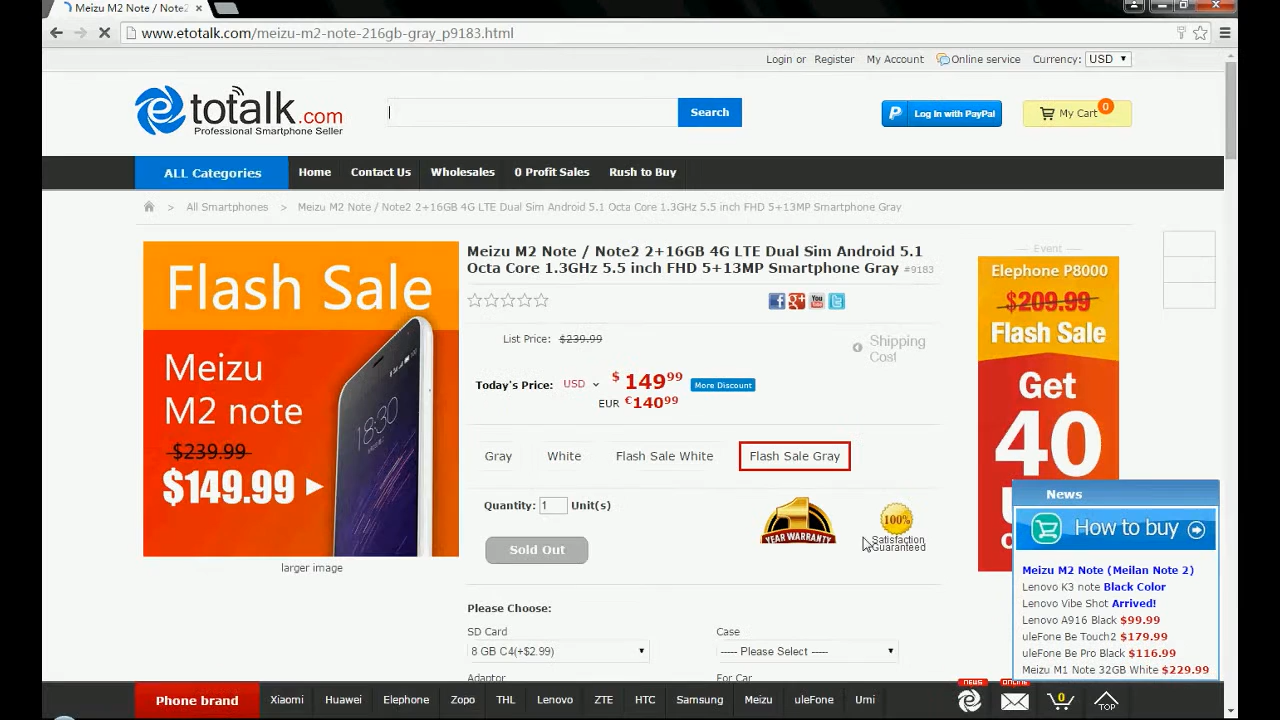 Meizu M2 Note / Note2
www.etotalk.com/meizu-m2-note-216gb-gray_p9183.html
Login or Register My Account Online service Currency: USD
etotalk.com
Professional Smartphone Seller
Search
Log In with PayPal
My Cart 0
ALL Categories Home Contact Us Wholesales 0 Profit Sales Rush to Buy
> All Smartphones > Meizu M2 Note / Note2 2+16GB 4G LTE Dual Sim Android 5.1 Octa Core 1.3GHz 5.5 inch FHD 5+13MP Smartphone Gray
Flash Sale
Meizu
M2 note
$239.99
$149.99
18:30
larger image
Meizu M2 Note / Note2 2+16GB 4G LTE Dual Sim Android 5.1
Octa Core 1.3GHz 5.5 inch FHD 5+13MP Smartphone Gray #9183
You
List Price: $239.99
Shipping
Cost
Today's Price: USD $ 149.99 More Discount
EUR €140.99
Gray White Flash Sale White Flash Sale Gray
Quantity: 1 Unit(s)
1
YEAR WARRANTY
100%
Satisfaction
Guaranteed
Sold Out
Please Choose:
SD Card Case
8 GB C4(+$2.99) ----- Please Select -----
Adaptor For Car
Event
Elephone P8000
$209.99
Flash Sale
Get
40
News
How to buy
Meizu M2 Note (Meilan Note 2)
Lenovo K3 note Black Color
Lenovo Vibe Shot Arrived!
Lenovo A916 Black $99.99
uleFone Be Touch2 $179.99
uleFone Be Pro Black $116.99
Meizu M1 Note 32GB White $229.99
Phone brand Xiaomi Huawei Elephone Zopo THL Lenovo ZTE HTC Samsung Meizu uleFone Umi
NEWS ONLINE 0 TOP